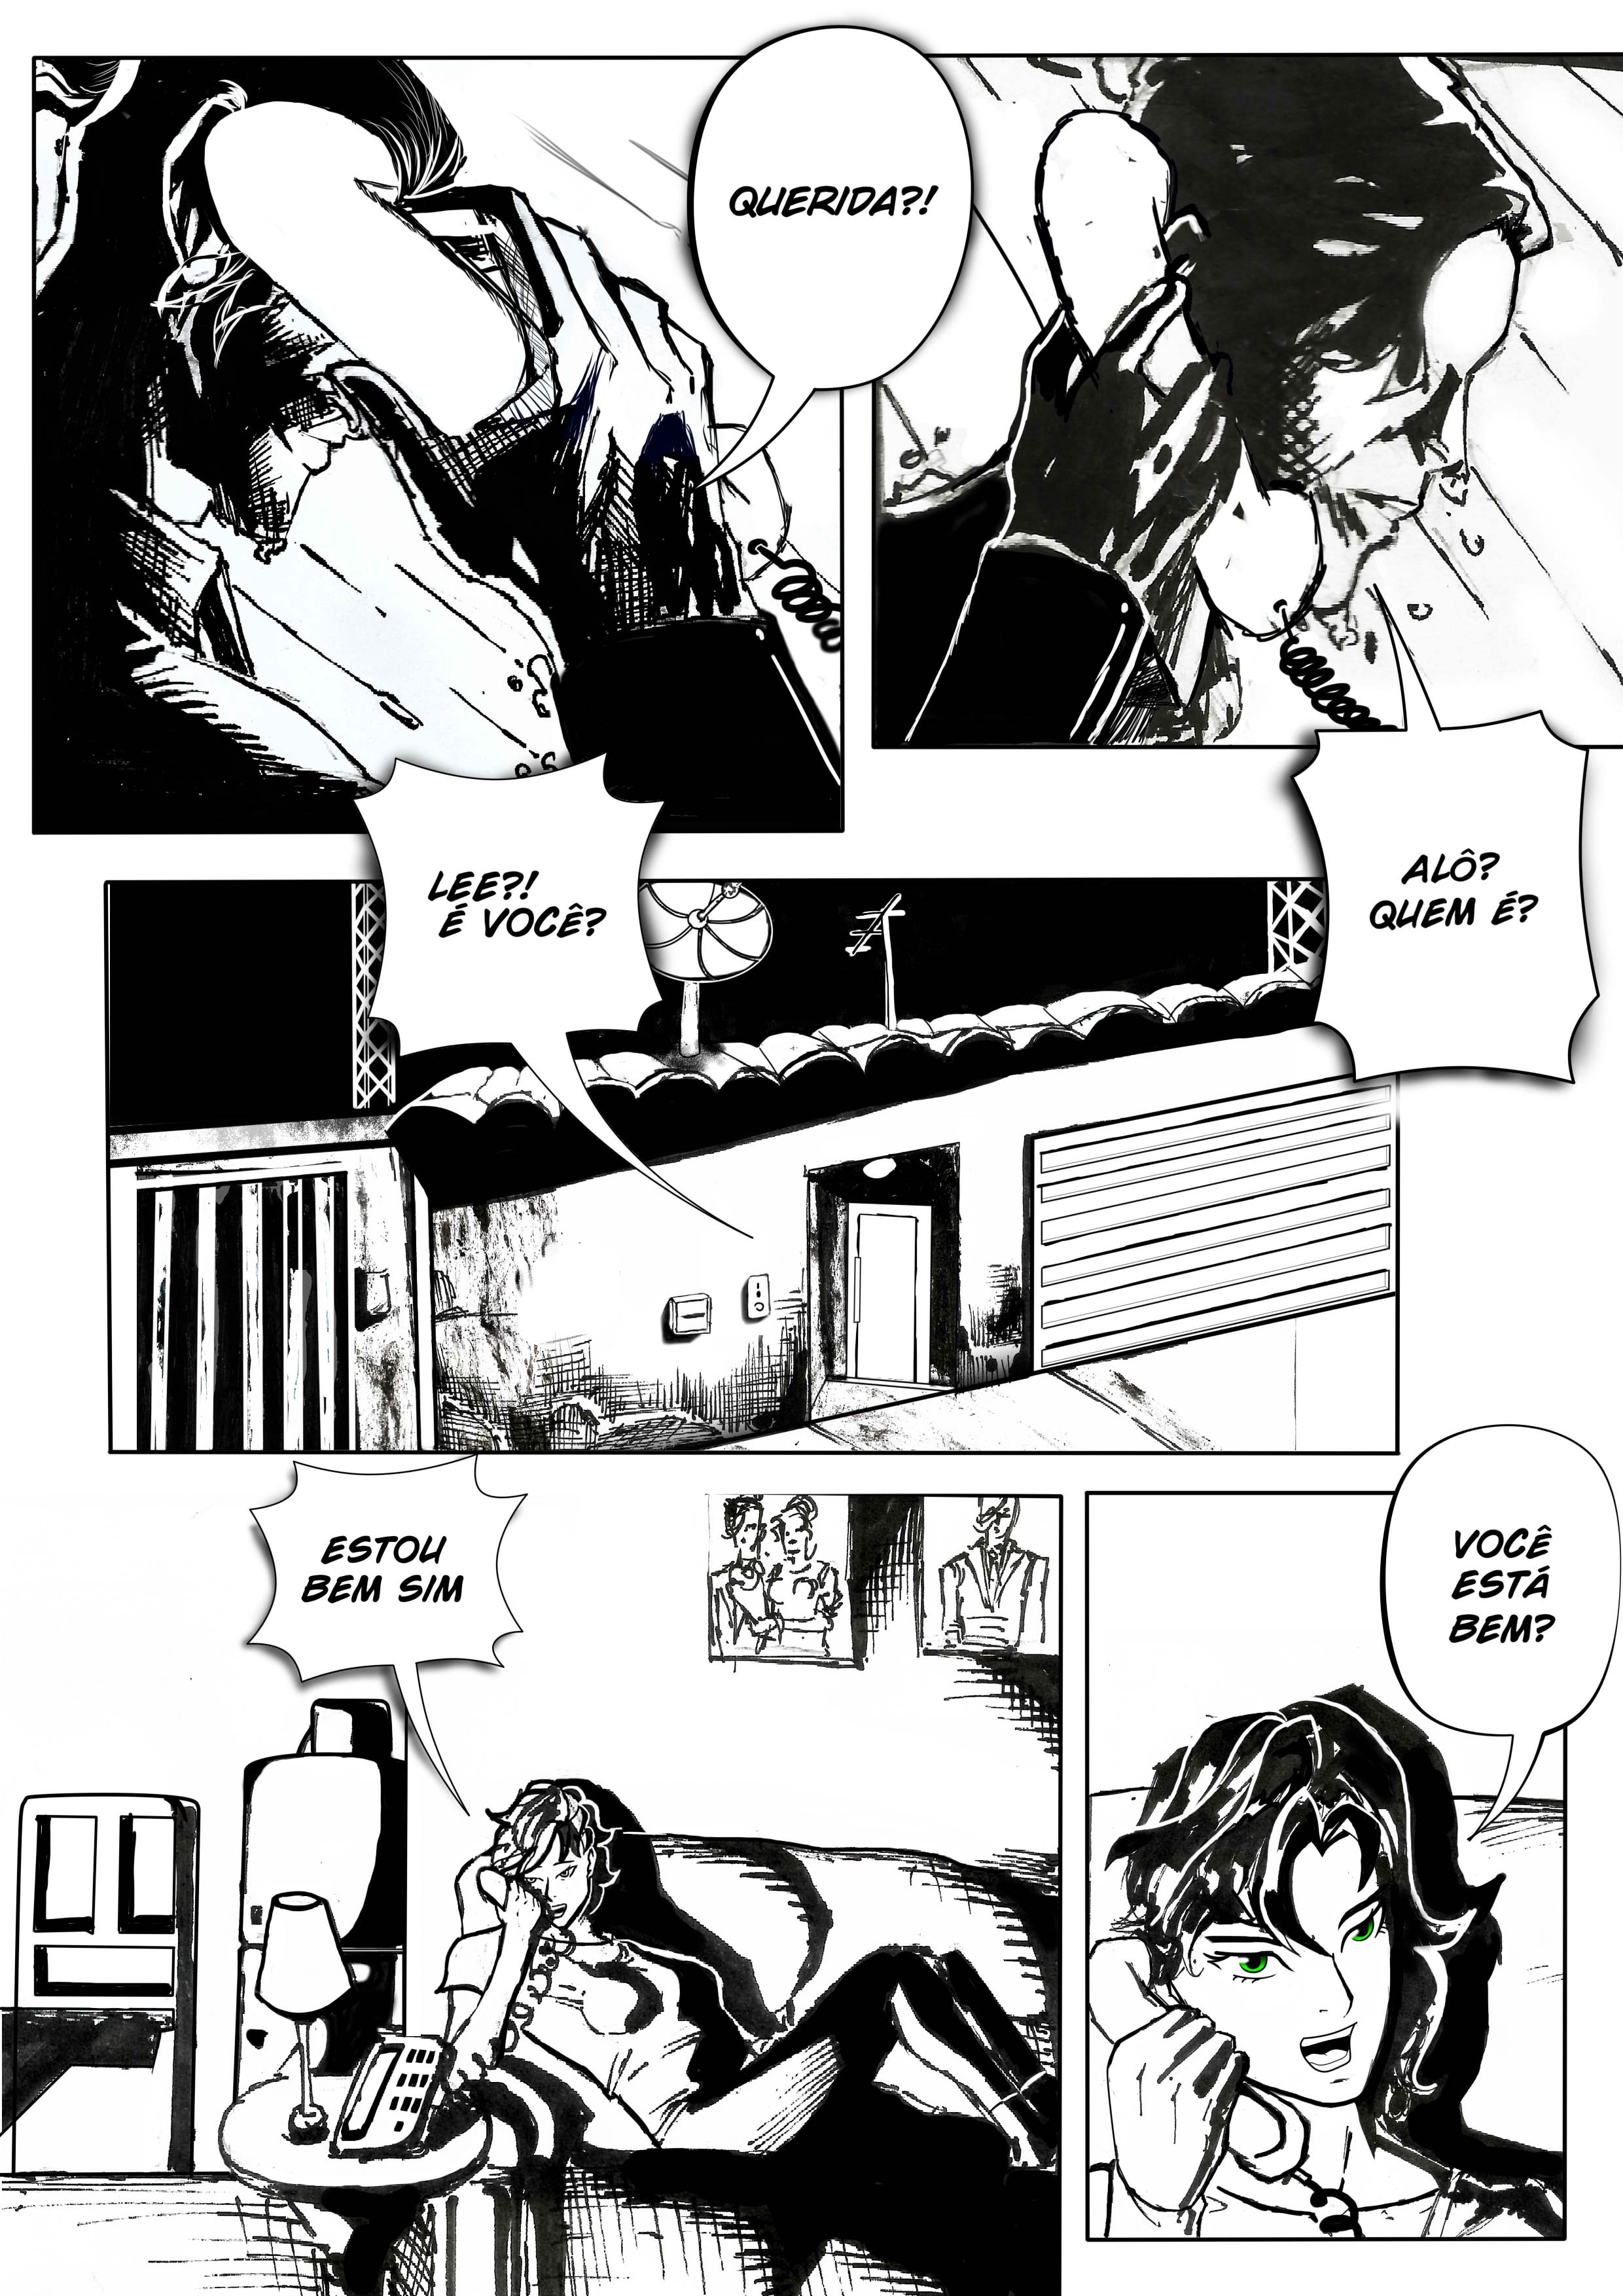 ALÔ?
QUEM É?
QUERIDA?!
LEE?!
É VOCÊ?
VOCÊ
ESTÁ
BEM?
ESTOU
BEM SIM